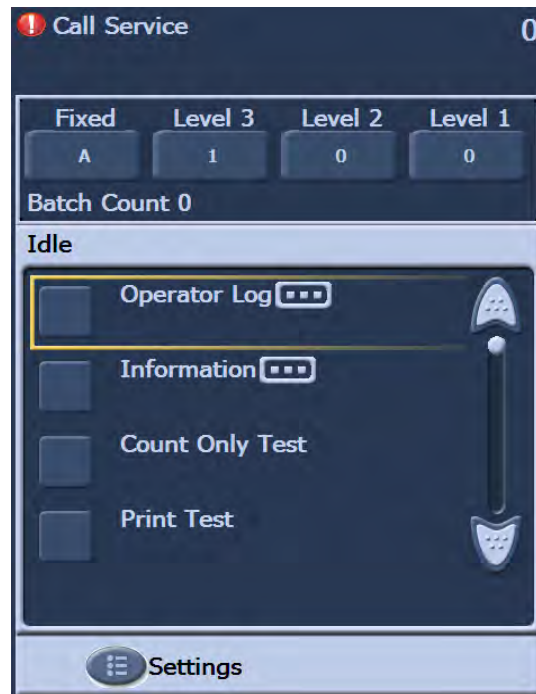 Call Service 0
Fixed Level 3 Level 2 Level 1
A 1 0 0
Batch Count 0
Idle
Operator Log
Information
Count Only Test
Print Test
Settings